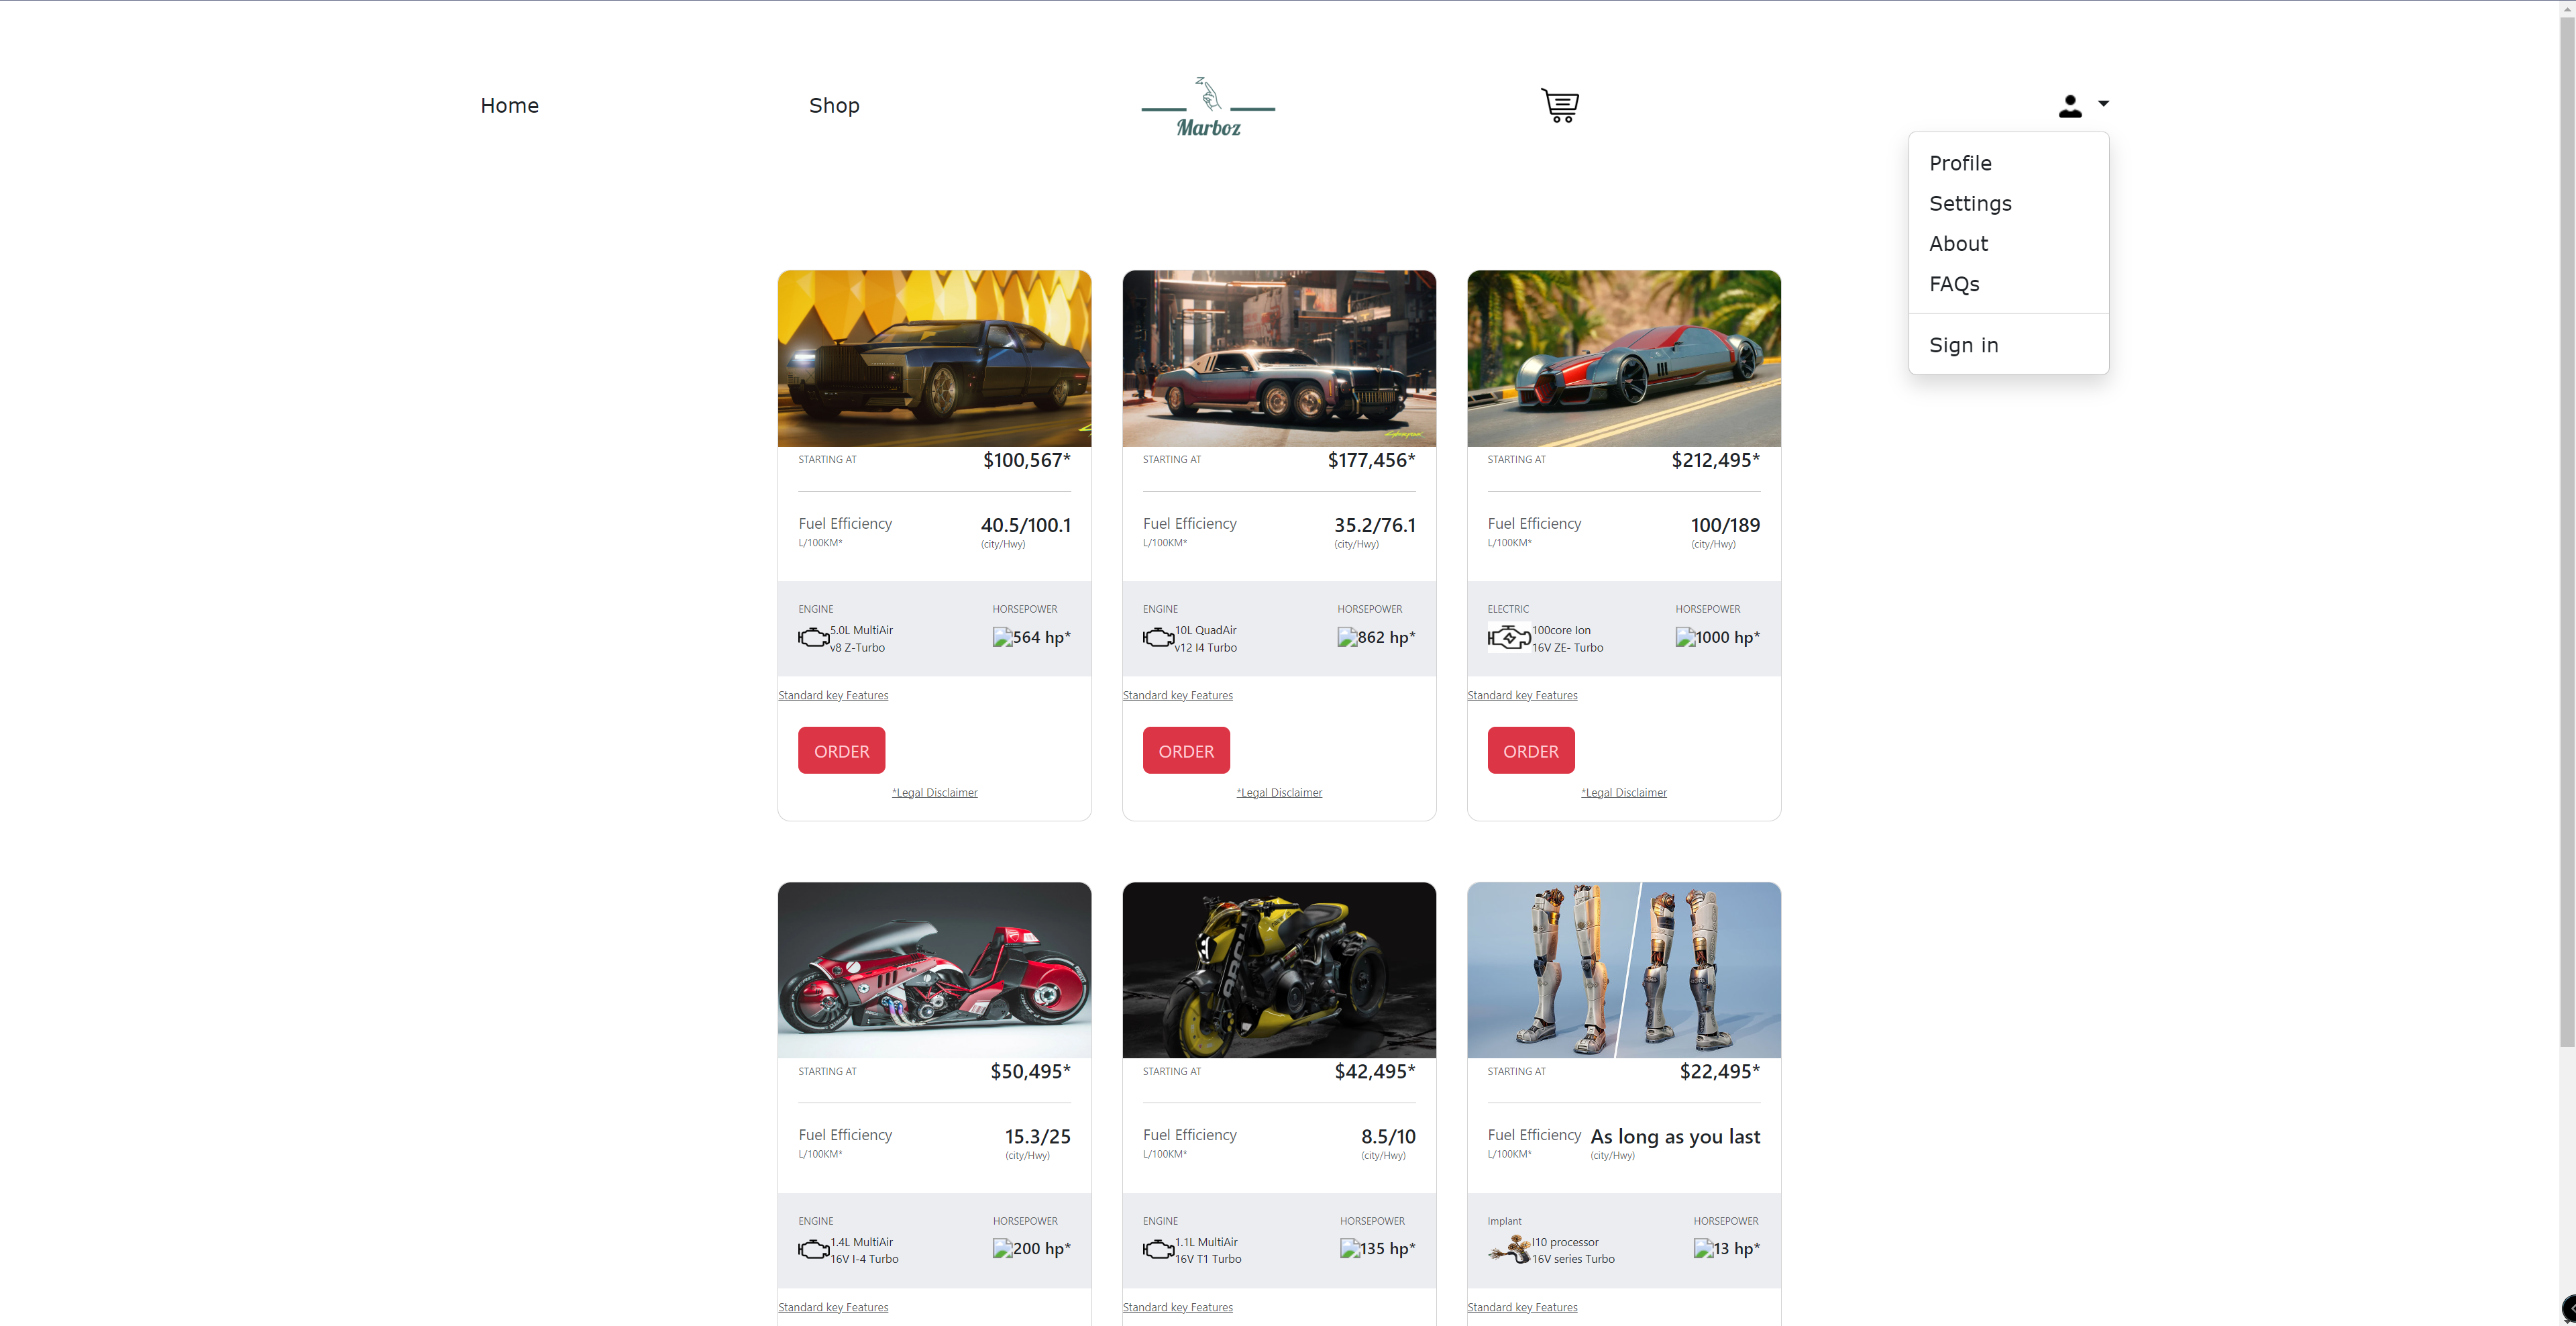 Home
Shop
Z
Marboz
Profile
Settings
About
FAQs
Sign in
STARTING AT $100,567*
Fuel Efficiency 40.5/100.1
L/100KM* (city/Hwy)
ENGINE HORSEPOWER
5.0L MultiAir
v8 Z-Turbo
564 hp*
Standard key Features
ORDER
*Legal Disclaimer
STARTING AT $177,456*
Fuel Efficiency 35.2/76.1
L/100KM* (city/Hwy)
ENGINE HORSEPOWER
10L QuadAir
v12 I4 Turbo
862 hp*
Standard key Features
ORDER
*Legal Disclaimer
STARTING AT $212,495*
Fuel Efficiency 100/189
L/100KM* (city/Hwy)
ELECTRIC HORSEPOWER
100core Ion
16V ZE- Turbo
1000 hp*
Standard key Features
ORDER
*Legal Disclaimer
STARTING AT $50,495*
Fuel Efficiency 15.3/25
L/100KM* (city/Hwy)
ENGINE HORSEPOWER
1.4L MultiAir
16V I-4 Turbo
200 hp*
Standard key Features
STARTING AT $42,495*
Fuel Efficiency 8.5/10
L/100KM* (city/Hwy)
ENGINE HORSEPOWER
1.1L MultiAir
16V T1 Turbo
135 hp*
Standard key Features
STARTING AT $22,495*
Fuel Efficiency As long as you last
L/100KM* (city/Hwy)
Implant HORSEPOWER
I10 processor
16V series Turbo
13 hp*
Standard key Features